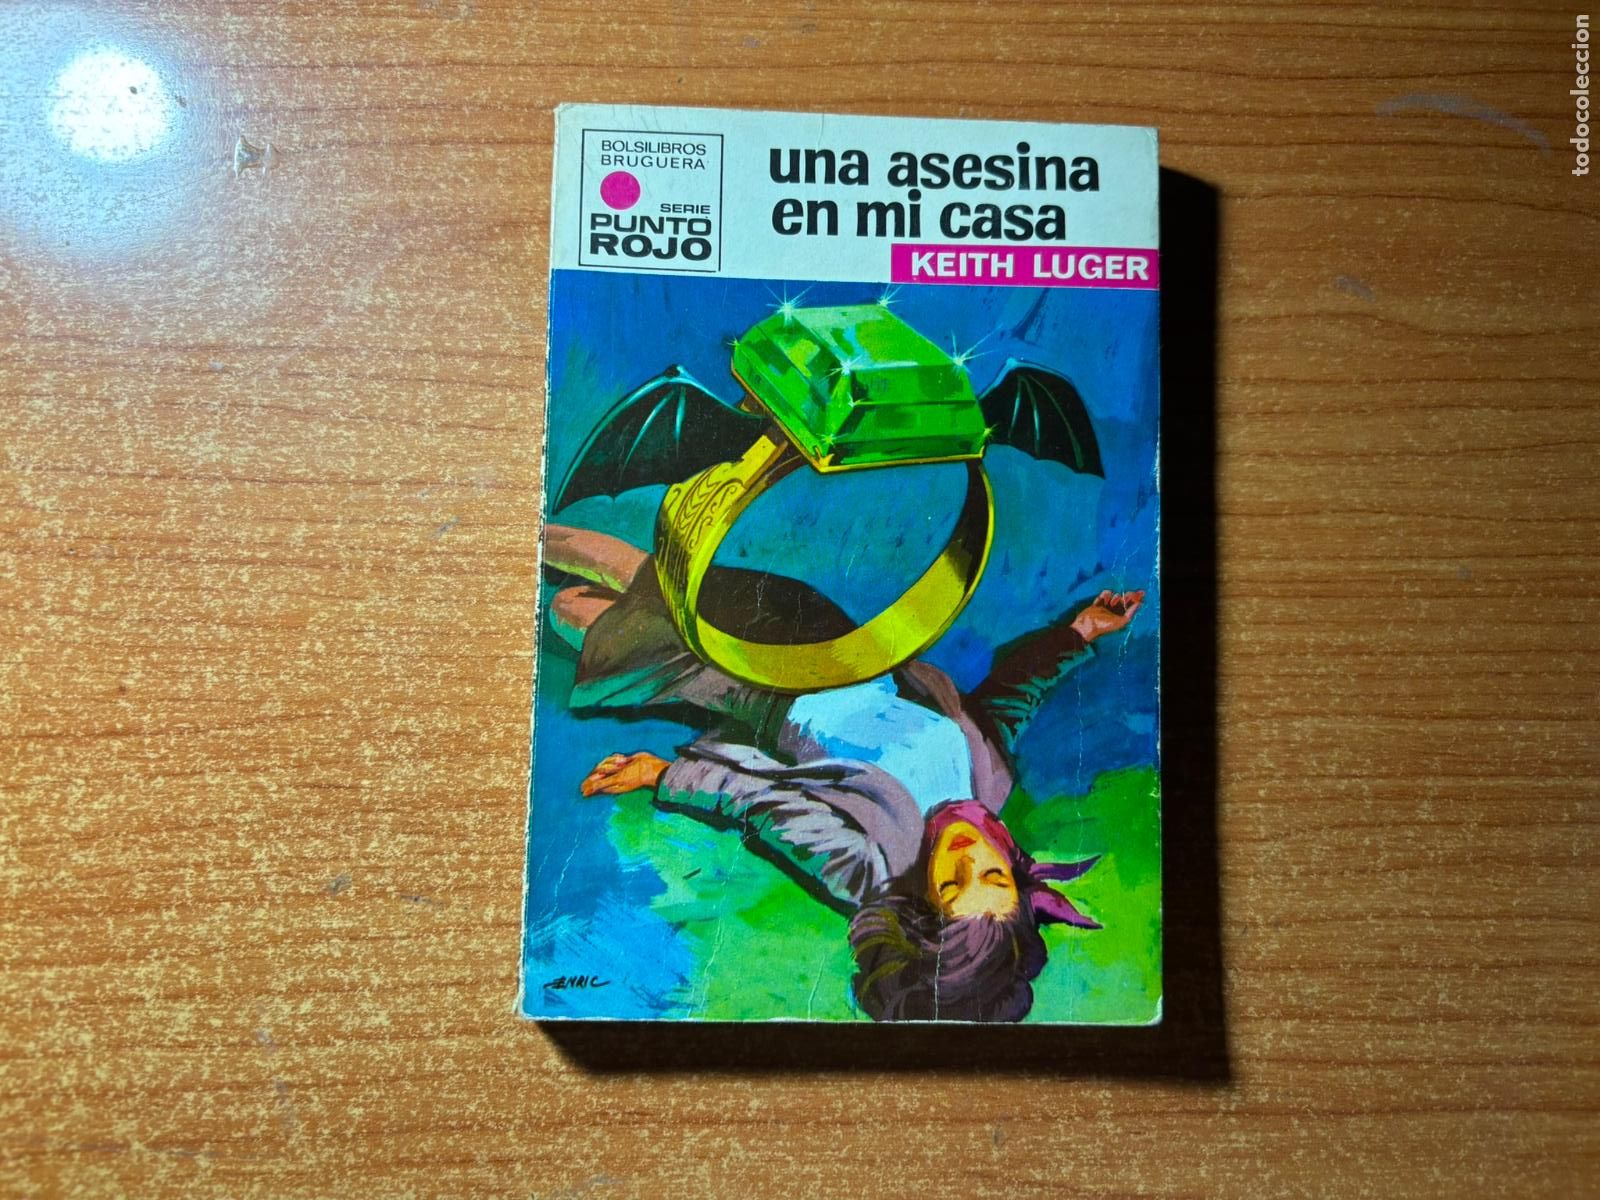 BOLSILIBROS
BRUGUERA
SERIE
PUNTO
ROJO
una asesina
en mi casa
KEITH LUGER
ENRIC
todocoleccion